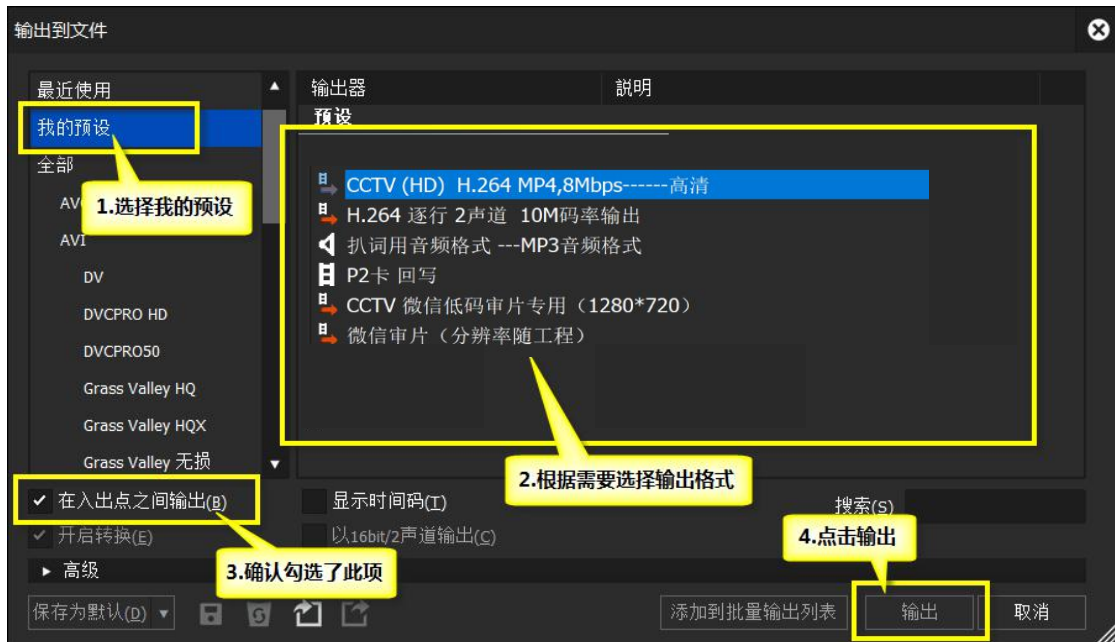 输出到文件
最近使用
我的预设
全部
AV
AVI
DV
DVCPRO HD
DVCPRO50
Grass Valley HQ
Grass Valley HQX
Grass Valley 无损
输出器 説明
预设
CCTV (HD) H.264 MP4,8Mbps------高清
H.264 逐行 2声道 10M码率输出
扒词用音频格式 ---MP3音频格式
P2卡 回写
CCTV 微信低码审片专用（1280*720）
微信审片（分辨率随工程）
1.选择我的预设
2.根据需要选择输出格式
在入出点之间输出(B)
显示时间码(T)
搜索(S)
开启转换(E)
以16bit/2声道输出(C)
3.确认勾选了此项
4.点击输出
高级
保存为默认(D)
添加到批量输出列表
输出
取消